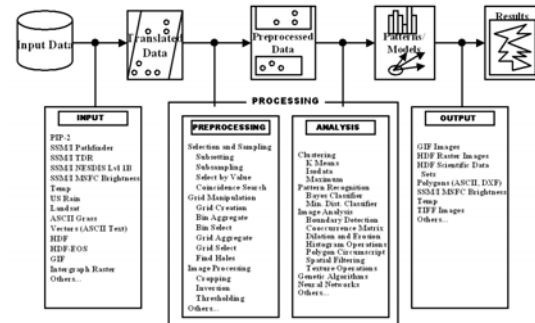 Input Data
Translated
Data
Preprocessed
Data
Patterns/
Models
Results
PROCESSING
INPUT
PIP-2
SSM/I Pathfinder
SSM/I TDR
SSM/I NESDIS Lvl 1B
SSM/I MSFC Brightness
Temp
US Rain
Landsat
ASCII Grass
Vectors (ASCII Text)
HDF
HDF-EOS
GIF
Intergraph Raster
Others...
PREPROCESSING
Selection and Sampling
Subsetting
Subsampling
Select by Value
Coincidence Search
Grid Manipulation
Grid Creation
Bin Aggregate
Bin Select
Grid Aggregate
Grid Select
Find Holes
Image Processing
Cropping
Inversion
Thresholding
Others...
ANALYSIS
Clustering
K Means
Isodata
Maximum
Pattern Recognition
Bayes Classifier
Min. Dist. Classifier
Image Analysis
Boundary Detection
Cooccurrence Matrix
Dilation and Erosion
Histogram Operations
Polygon Circumscript
Spatial Filtering
Texture Operations
Genetic Algorithms
Neural Networks
Others...
OUTPUT
GIF Images
HDF Raster Images
HDF Scientific Data
Sets
Polygons (ASCII, DXF)
SSM/I MSFC Brightness
Temp
TIFF Images
Others...